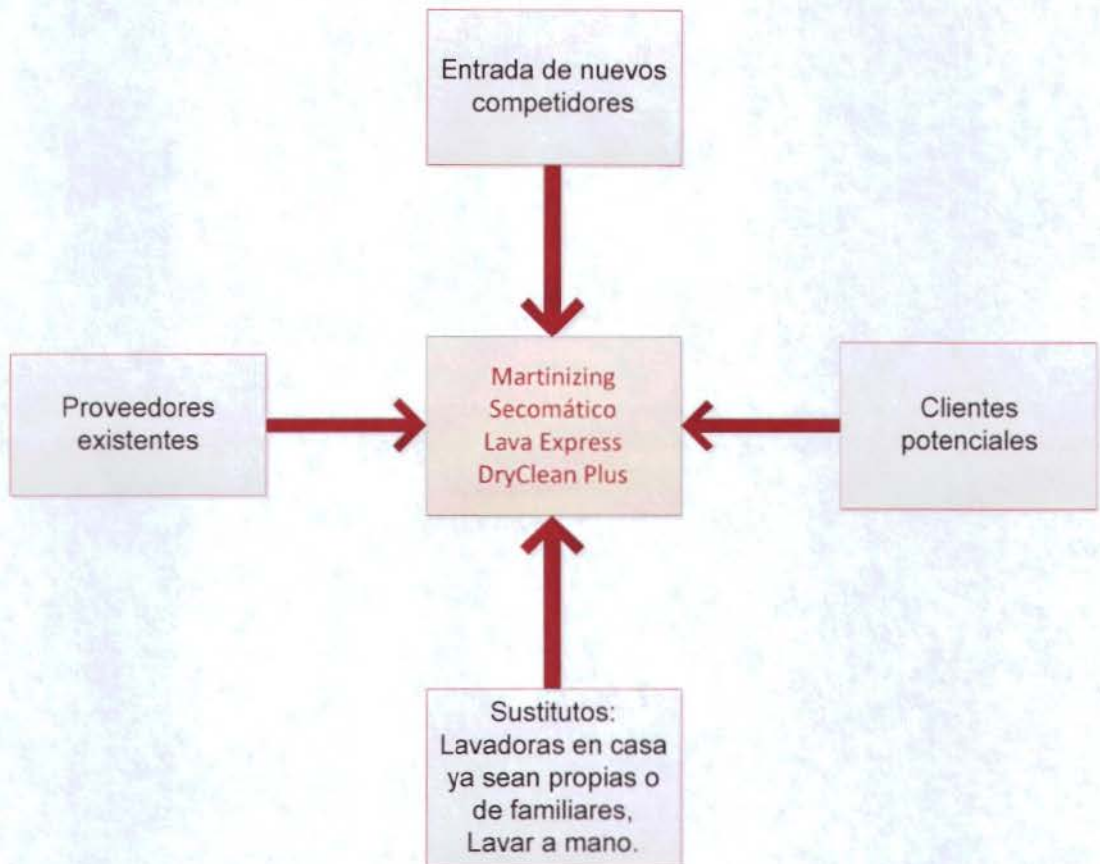 Entrada de nuevos
competidores
Proveedores
existentes
Martinizing
Secomático
Lava Express
DryClean Plus
Clientes
potenciales
Sustitutos:
Lavadoras en casa
ya sean propias o
de familiares,
Lavar a mano.